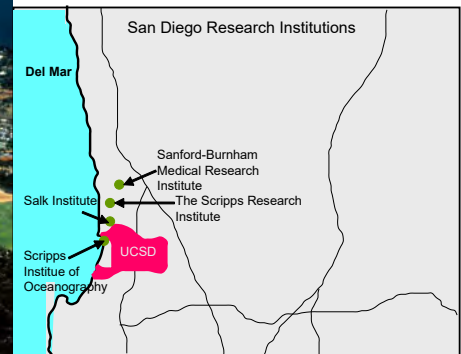 San Diego Research Institutions
Del Mar
Sanford-Burnham
Medical Research
Institute
Salk Institute
The Scripps Research
Institute
UCSD
Scripps
Institue of
Oceanography